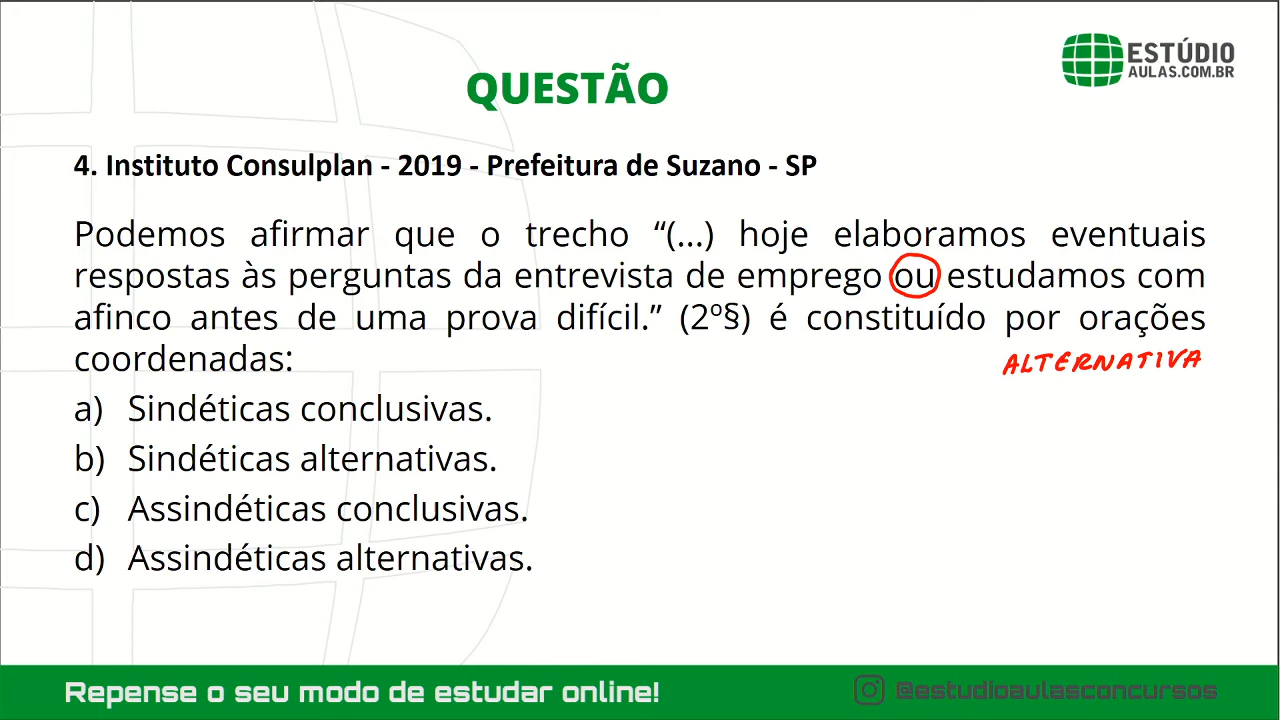 ESTÚDIO
AULAS.COM.BR
QUESTÃO
4. Instituto Consulplan - 2019 - Prefeitura de Suzano - SP
Podemos afirmar que o trecho “(...) hoje elaboramos eventuais
respostas às perguntas da entrevista de emprego ou estudamos com
afinco antes de uma prova difícil.” (2º§) é constituído por orações
coordenadas:
ALTERNATIVA
a) Sindéticas conclusivas.
b) Sindéticas alternativas.
c) Assindéticas conclusivas.
d) Assindéticas alternativas.
Repense o seu modo de estudar online!
@estudioaulasconcursos